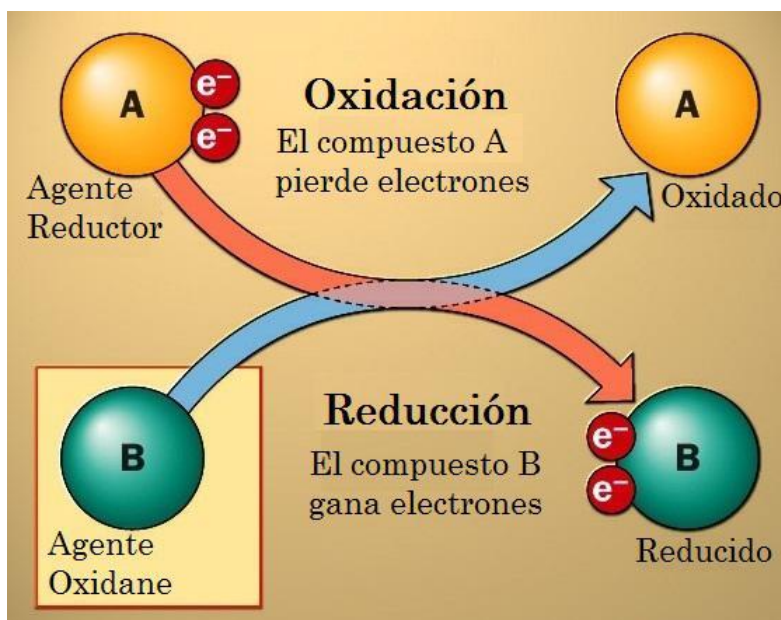 A
e⁻
e⁻
Agente
Reductor
Oxidación
El compuesto A
pierde electrones
A
Oxidado
B
Agente
Oxidane
Reducción
El compuesto B
gana electrones
e⁻
e⁻
B
Reducido